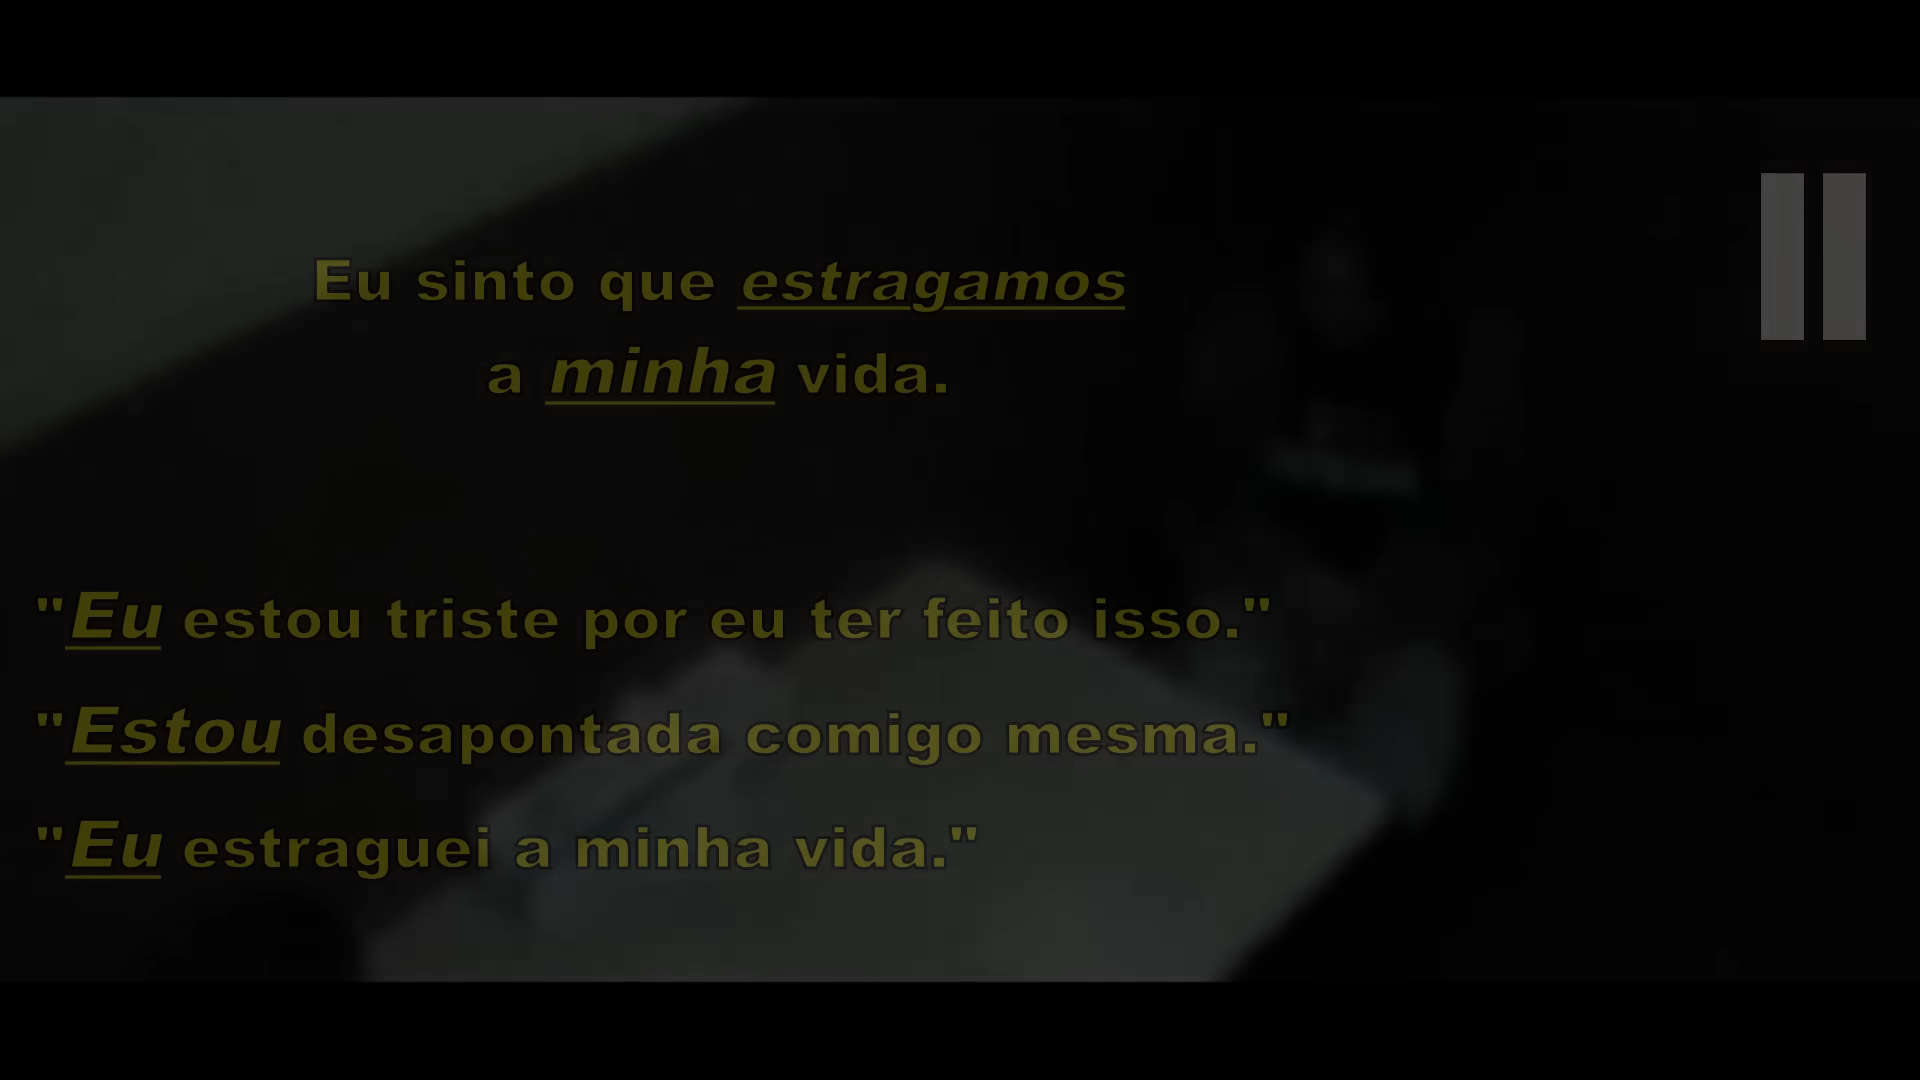 Eu sinto que estragamos
a minha vida.
"Eu estou triste por eu ter feito isso."
"Estou desapontada comigo mesma."
"Eu estraguei a minha vida."